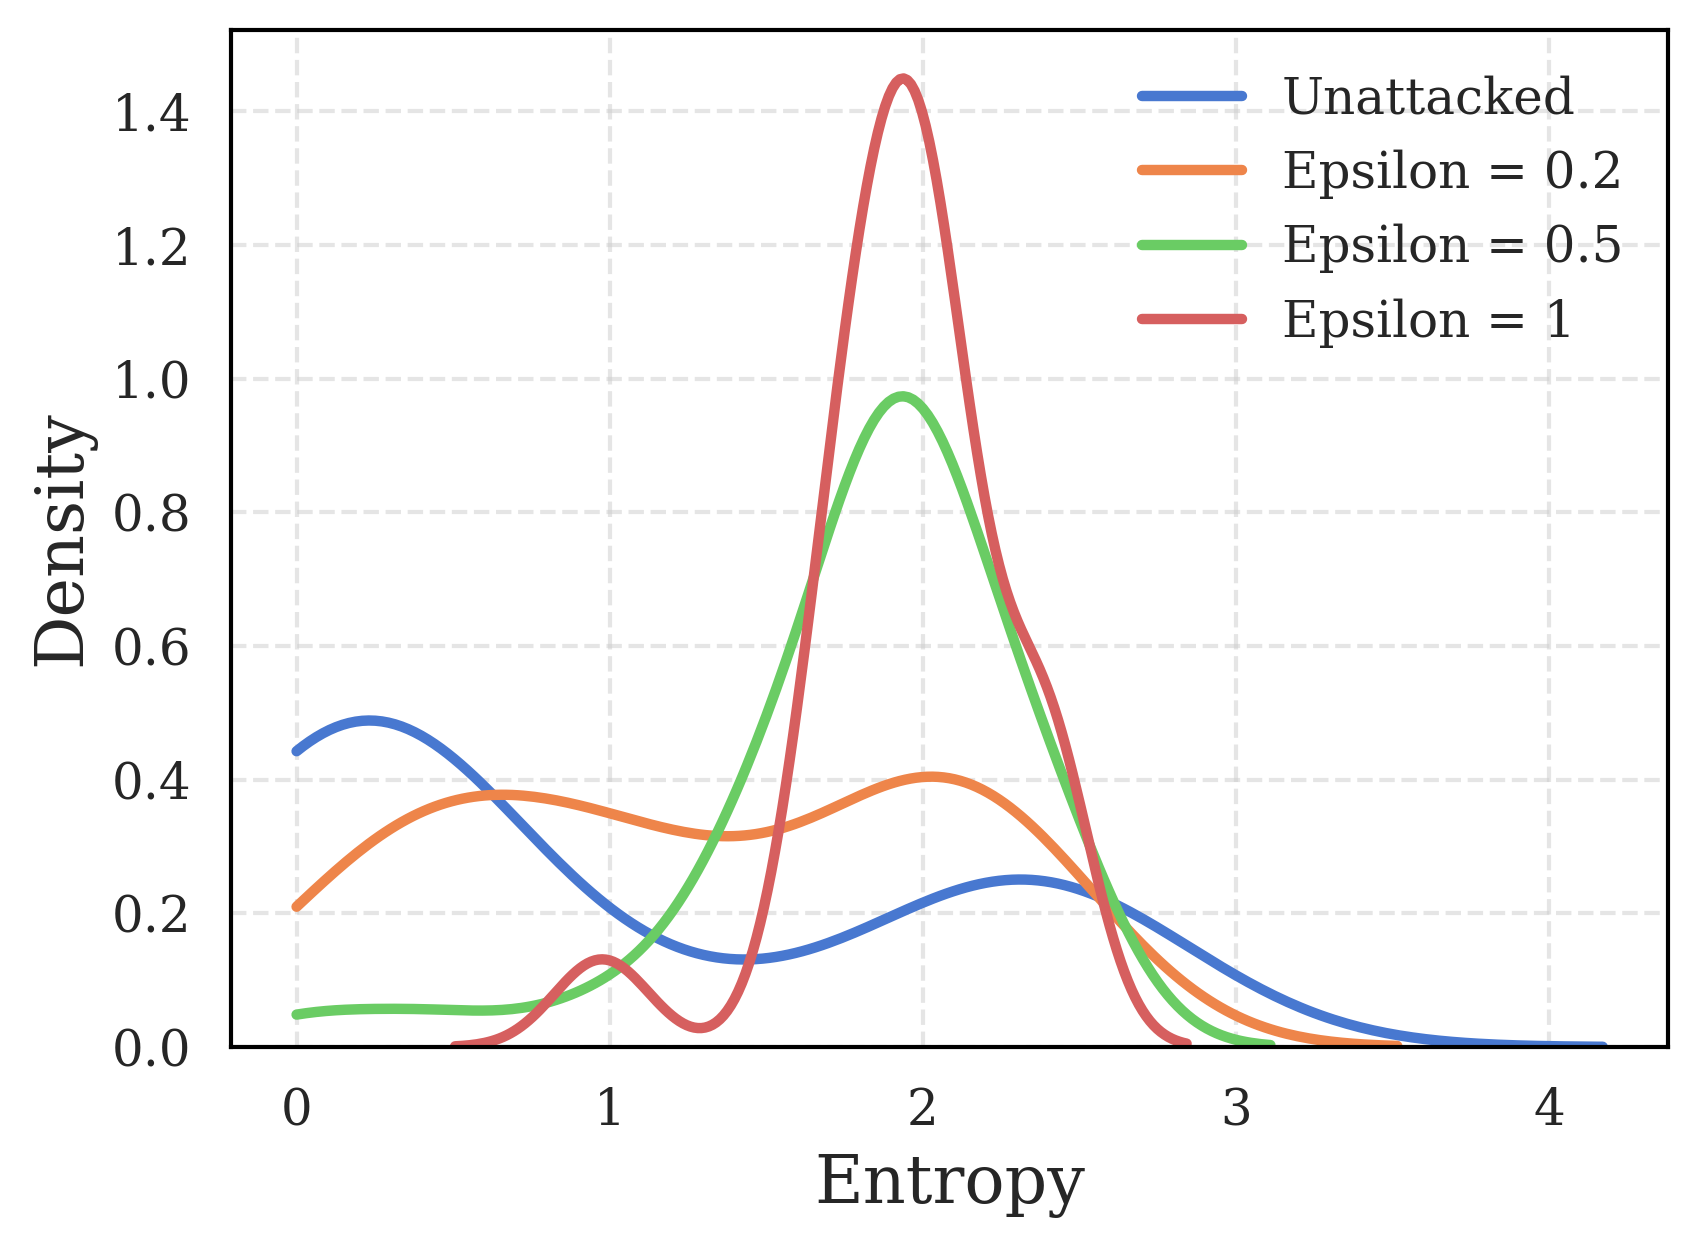 Unattacked
Epsilon = 0.2
Epsilon = 0.5
Epsilon = 1
Density
1.4
1.2
1.0
0.8
0.6
0.4
0.2
0.0
0 1 2 3 4
Entropy